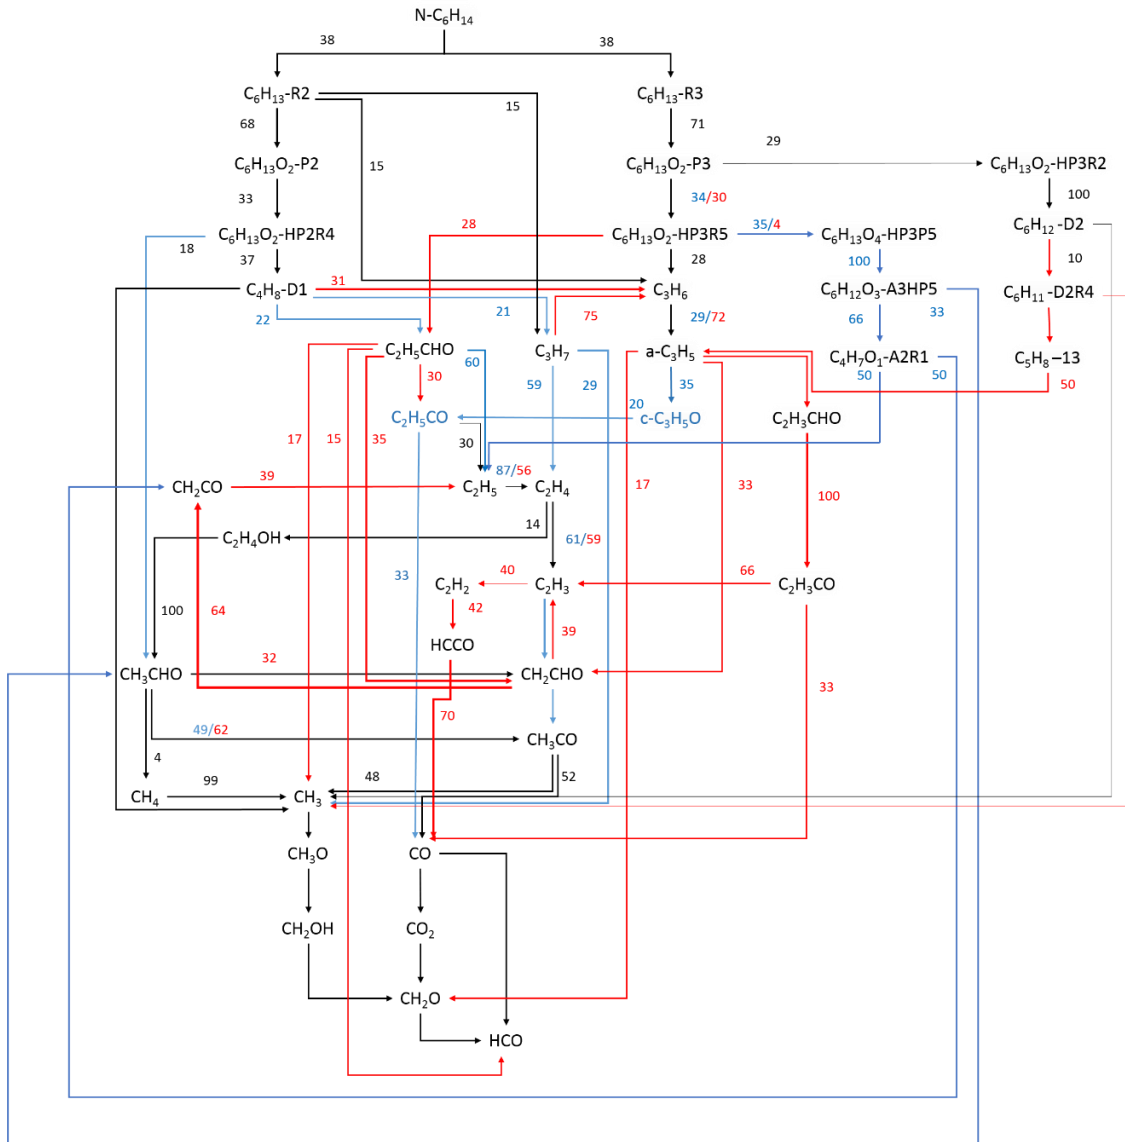 N-C₆H₁₄
38 38
C₆H₁₃-R2 15 C₆H₁₃-R3
68 71
15 29
C₆H₁₃O₂-P2 C₆H₁₃O₂-P3 C₆H₁₃O₂-HP3R2
33 34/30 100
18 28 35/4
C₆H₁₃O₂-HP2R4 C₆H₁₃O₂-HP3R5 C₆H₁₃O₄-HP3P5 C₆H₁₂-D2
37 28 100 10
31
C₄H₈-D1 C₃H₆ C₆H₁₂O₃-A3HP5 C₆H₁₁-D2R4
22 21 75 29/72 66 33
C₂H₅CHO C₃H₇ a-C₃H₅ C₄H₇O₁-A2R1 C₅H₈–13
60 30 59 29 35 50 50 50
20
C₂H₅CO c-C₃H₅O C₂H₃CHO
17 15 35 30
39 87/56 17 33 100
CH₂CO C₂H₅ C₂H₄
14
C₂H₄OH 61/59
33 40 66
C₂H₂ C₂H₃ C₂H₃CO
100 64 42
HCCO 39
32
CH₃CHO CH₂CHO 33
70
49/62
CH₃CO
4 99 48 52
CH₄ CH₃
CH₃O CO
CH₂OH CO₂
CH₂O
HCO